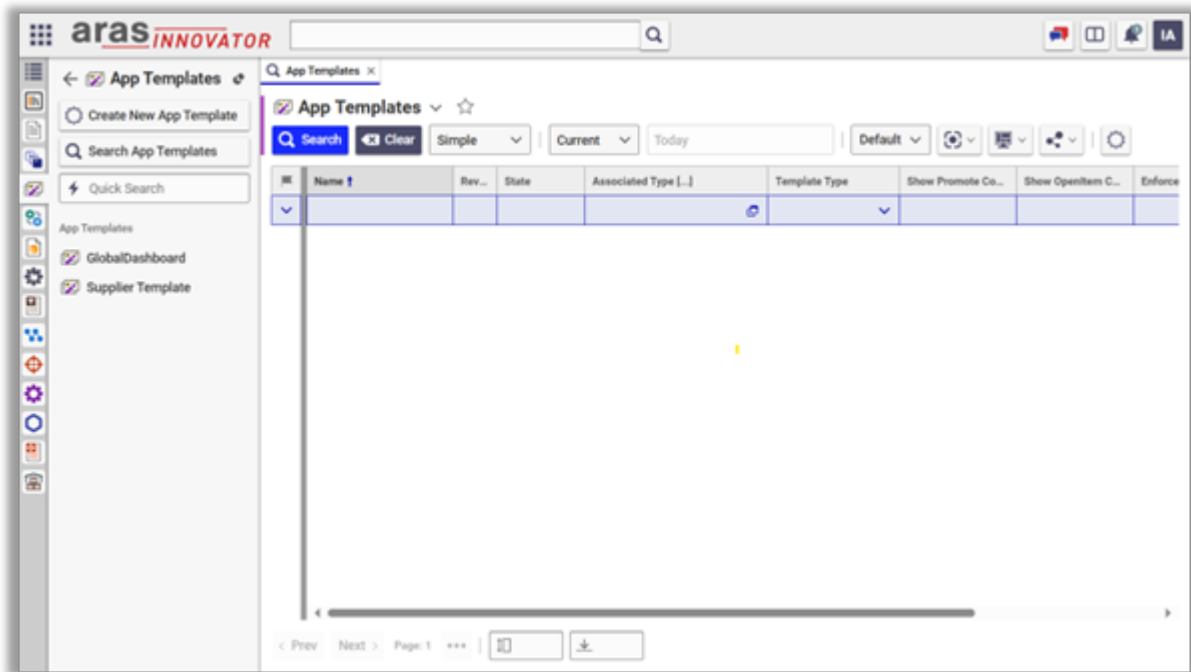 aras INNOVATOR
IA
App Templates
Create New App Template
Search App Templates
Quick Search
App Templates
GlobalDashboard
Supplier Template
App Templates ×
App Templates
Search Clear Simple Current Today Default
Name Rev... State Associated Type [...] Template Type Show Promote Co... Show OpenItem C... Enforce
< Prev Next > Page: 1 •••